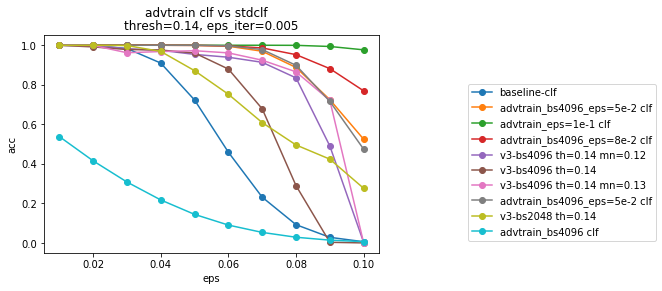 advtrain clf vs stdclf
thresh=0.14, eps_iter=0.005
acc
1.0
0.8
0.6
0.4
0.2
0.0
0.02
0.04
0.06
0.08
0.10
eps
baseline-clf
advtrain_bs4096_eps=5e-2 clf
advtrain_eps=1e-1 clf
advtrain_bs4096_eps=8e-2 clf
v3-bs4096 th=0.14 mn=0.12
v3-bs4096 th=0.14
v3-bs4096 th=0.14 mn=0.13
advtrain_bs4096_eps=5e-2 clf
v3-bs2048 th=0.14
advtrain_bs4096 clf